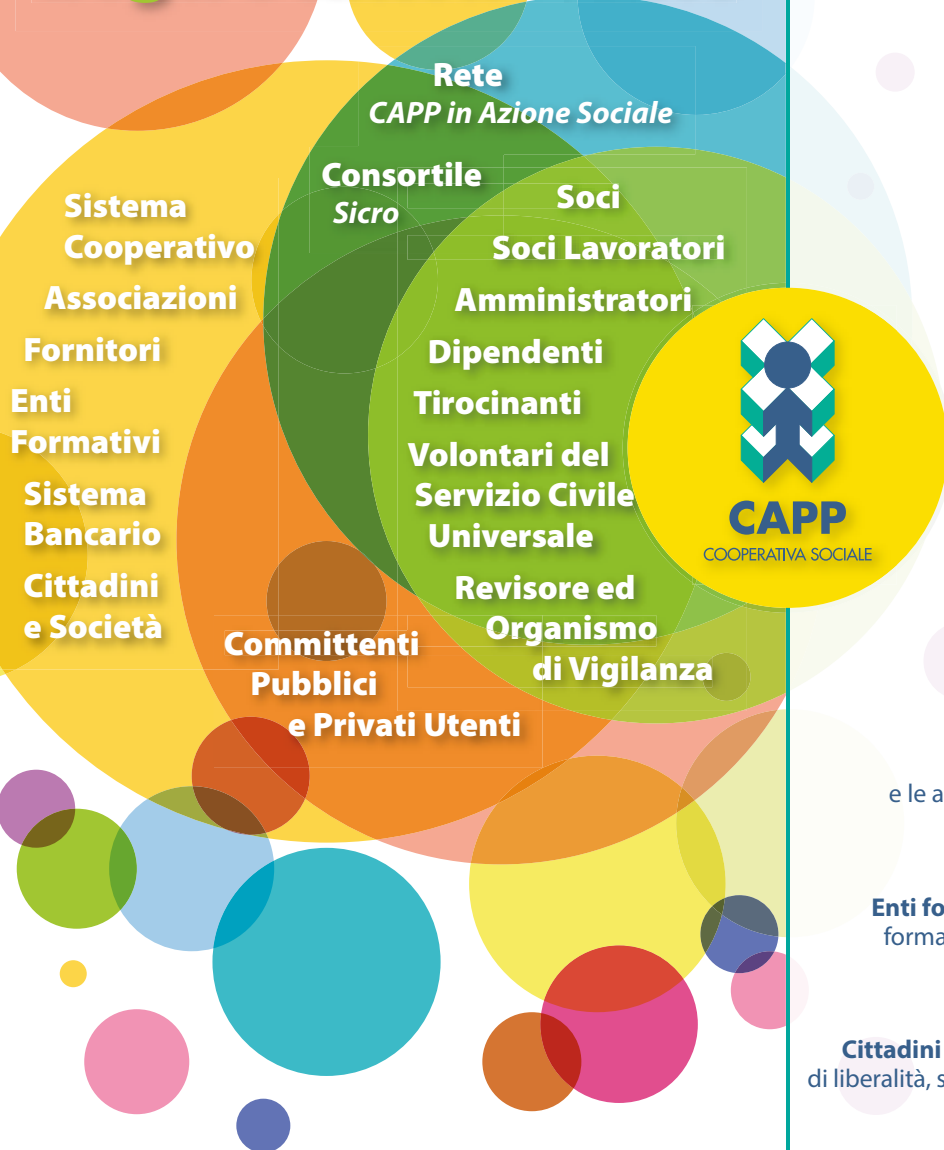 Rete
CAPP in Azione Sociale
Consortile
Sicro
Sistema
Cooperativo
Associazioni
Fornitori
Enti
Formativi
Sistema
Bancario
Cittadini
e Società
Soci
Soci Lavoratori
Amministratori
Dipendenti
Tirocinanti
Volontari del
Servizio Civile
Universale
Revisore ed
Organismo
di Vigilanza
Committenti
Pubblici
e Privati Utenti
CAPP
COOPERATIVA SOCIALE
e le a
Enti fo
forma
Cittadini
di liberalità, s